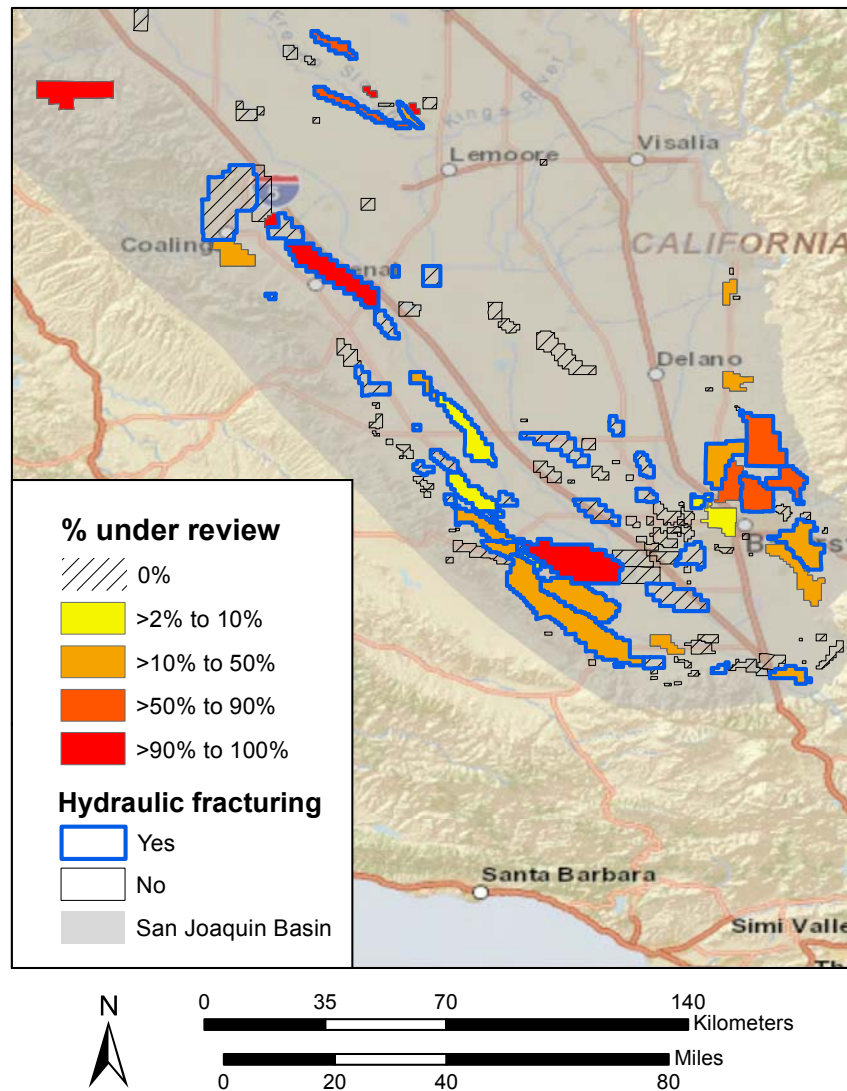 Kings River
Lemoore
Visalia
5
Coaling
CALIFORNIA
Delano
% under review
0%
>2% to 10%
>10% to 50%
>50% to 90%
>90% to 100%
Hydraulic fracturing
Yes
No
San Joaquin Basin
Santa Barbara
Simi Valle
Th
N
0 35 70 140
Kilometers
Miles
0 20 40 80